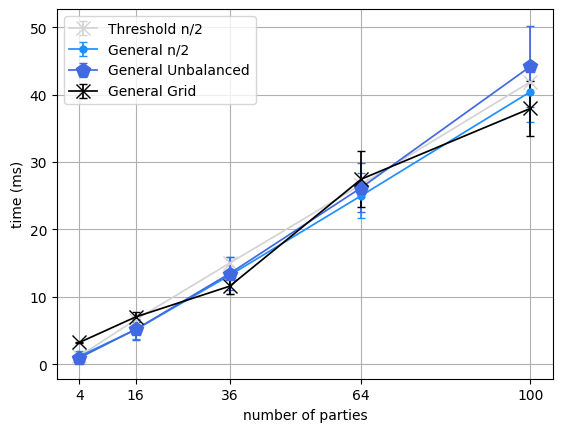 Threshold n/2
General n/2
General Unbalanced
General Grid
50
40
30
20
10
0
time (ms)
4 16 36 64 100
number of parties